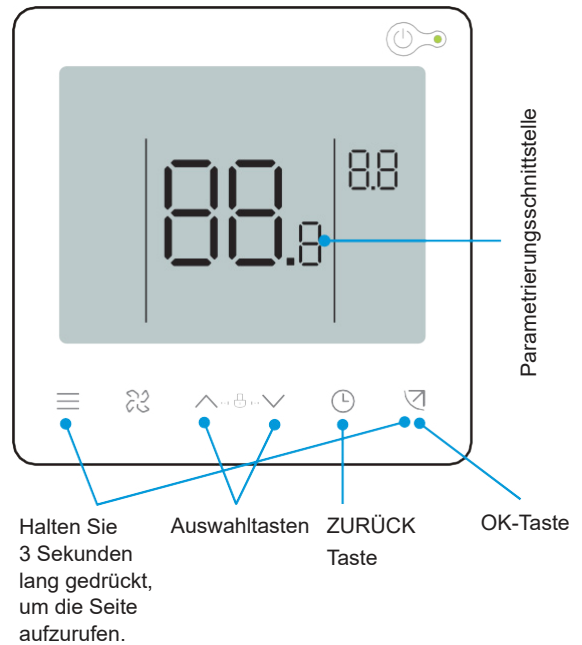 88.8
8.8
Parametrierungsschnittstelle
Halten Sie
3 Sekunden
lang gedrückt,
um die Seite
aufzurufen.
Auswahltasten
ZURÜCK
Taste
OK-Taste